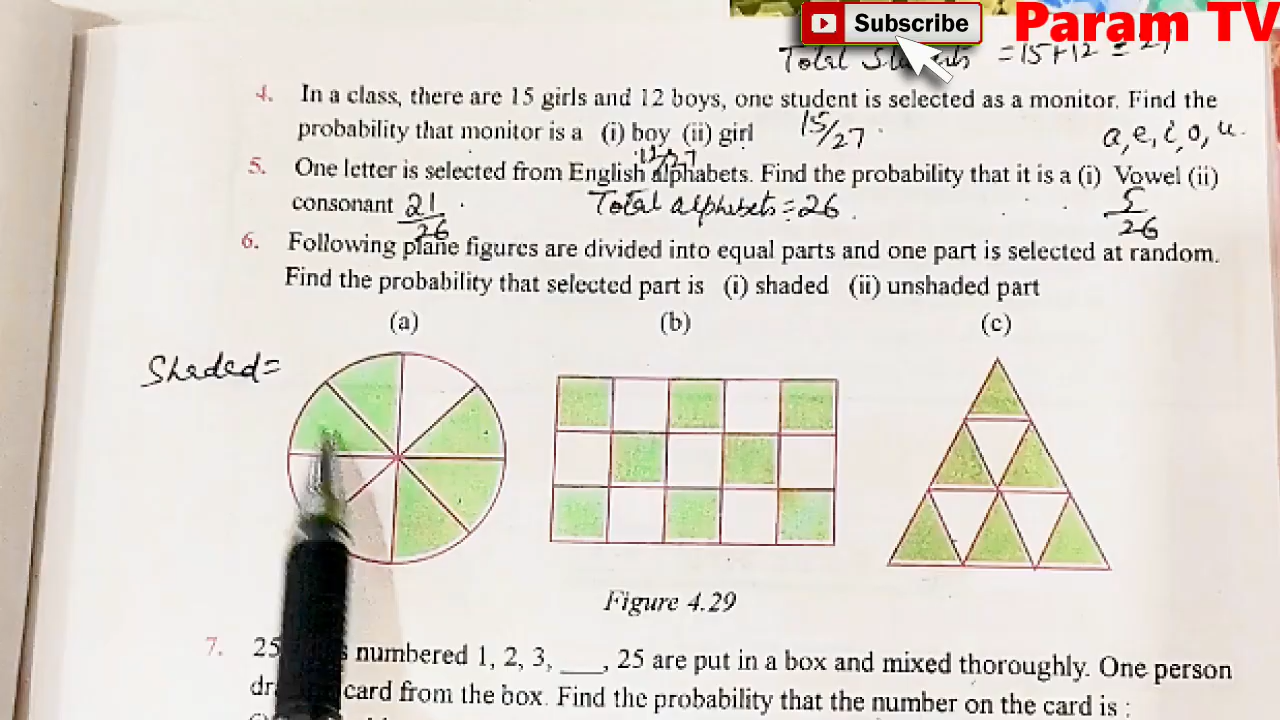 Subscribe Param TV
Total = 15+12 = 27
4. In a class, there are 15 girls and 12 boys, one student is selected as a monitor. Find the
probability that monitor is a (i) boy (ii) girl 15/27 a, e, i, o, u.
12/27
5. One letter is selected from English alphabets. Find the probability that it is a (i) Vowel (ii)
consonant 21/26 Total alphabets = 26 5/26
6. Following plane figures are divided into equal parts and one part is selected at random.
Find the probability that selected part is (i) shaded (ii) unshaded part
(a) (b) (c)
Shaded=
Figure 4.29
7. 25 numbered 1, 2, 3, ___, 25 are put in a box and mixed thoroughly. One person
card from the box. Find the probability that the number on the card is :